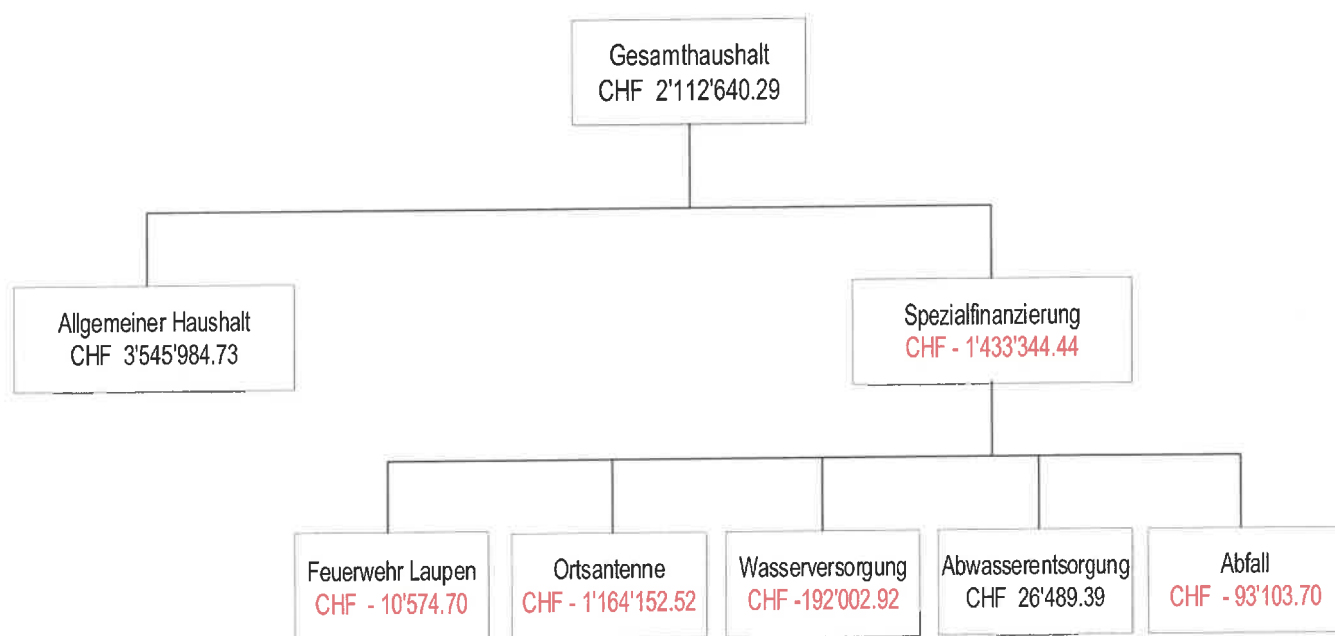 Gesamthaushalt
CHF 2'112'640.29
Allgemeiner Haushalt
CHF 3'545'984.73
Spezialfinanzierung
CHF - 1'433'344.44
Feuerwehr Laupen
CHF - 10'574.70
Ortsantenne
CHF - 1'164'152.52
Wasserversorgung
CHF -192'002.92
Abwasserentsorgung
CHF 26'489.39
Abfall
CHF - 93'103.70